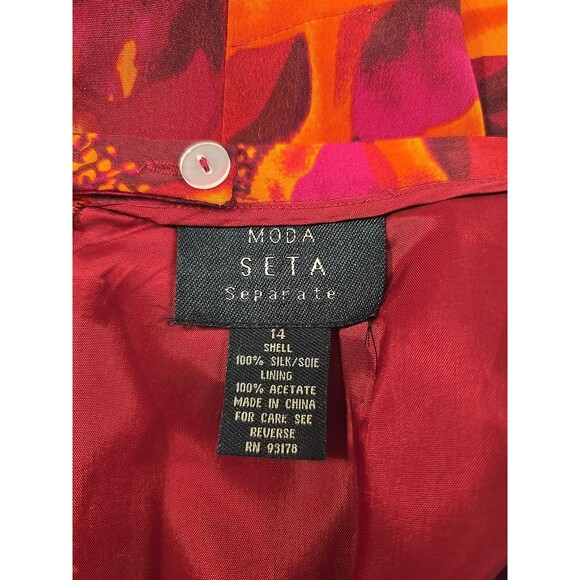 MODA
SETA
Separate
14
SHELL
100% SILK/SOIE
LINING
100% ACETATE
MADE IN CHINA
FOR CARE SEE
REVERSE
RN 93178